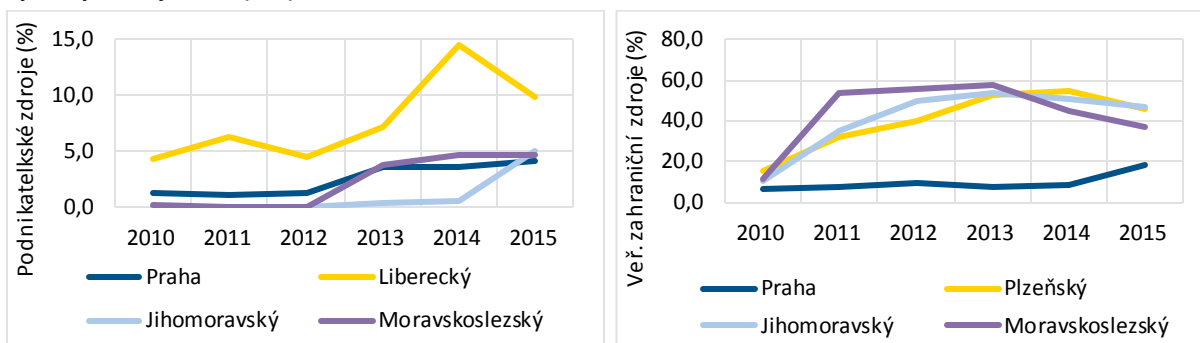 Podnikatelské zdroje (%)
15,0
10,0
5,0
0,0
2010 2011 2012 2013 2014 2015
Praha Liberecký
Jihomoravský Moravskoslezský
Veř. zahraniční zdroje (%)
80,0
60,0
40,0
20,0
0,0
2010 2011 2012 2013 2014 2015
Praha Plzeňský
Jihomoravský Moravskoslezský